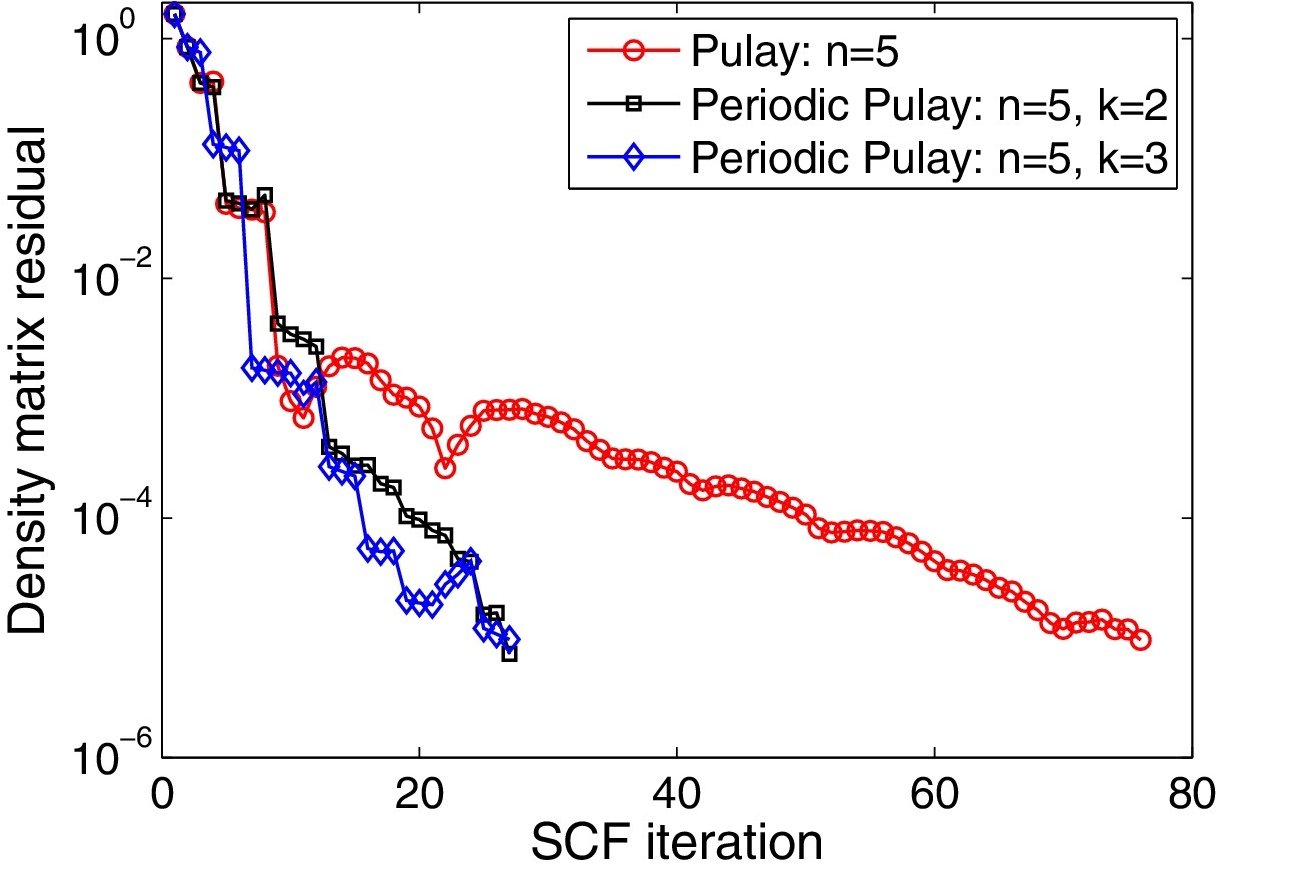 Pulay: n=5
Periodic Pulay: n=5, k=2
Periodic Pulay: n=5, k=3
Density matrix residual
10^0
10^−2
10^−4
10^−6
0 20 40 60 80
SCF iteration